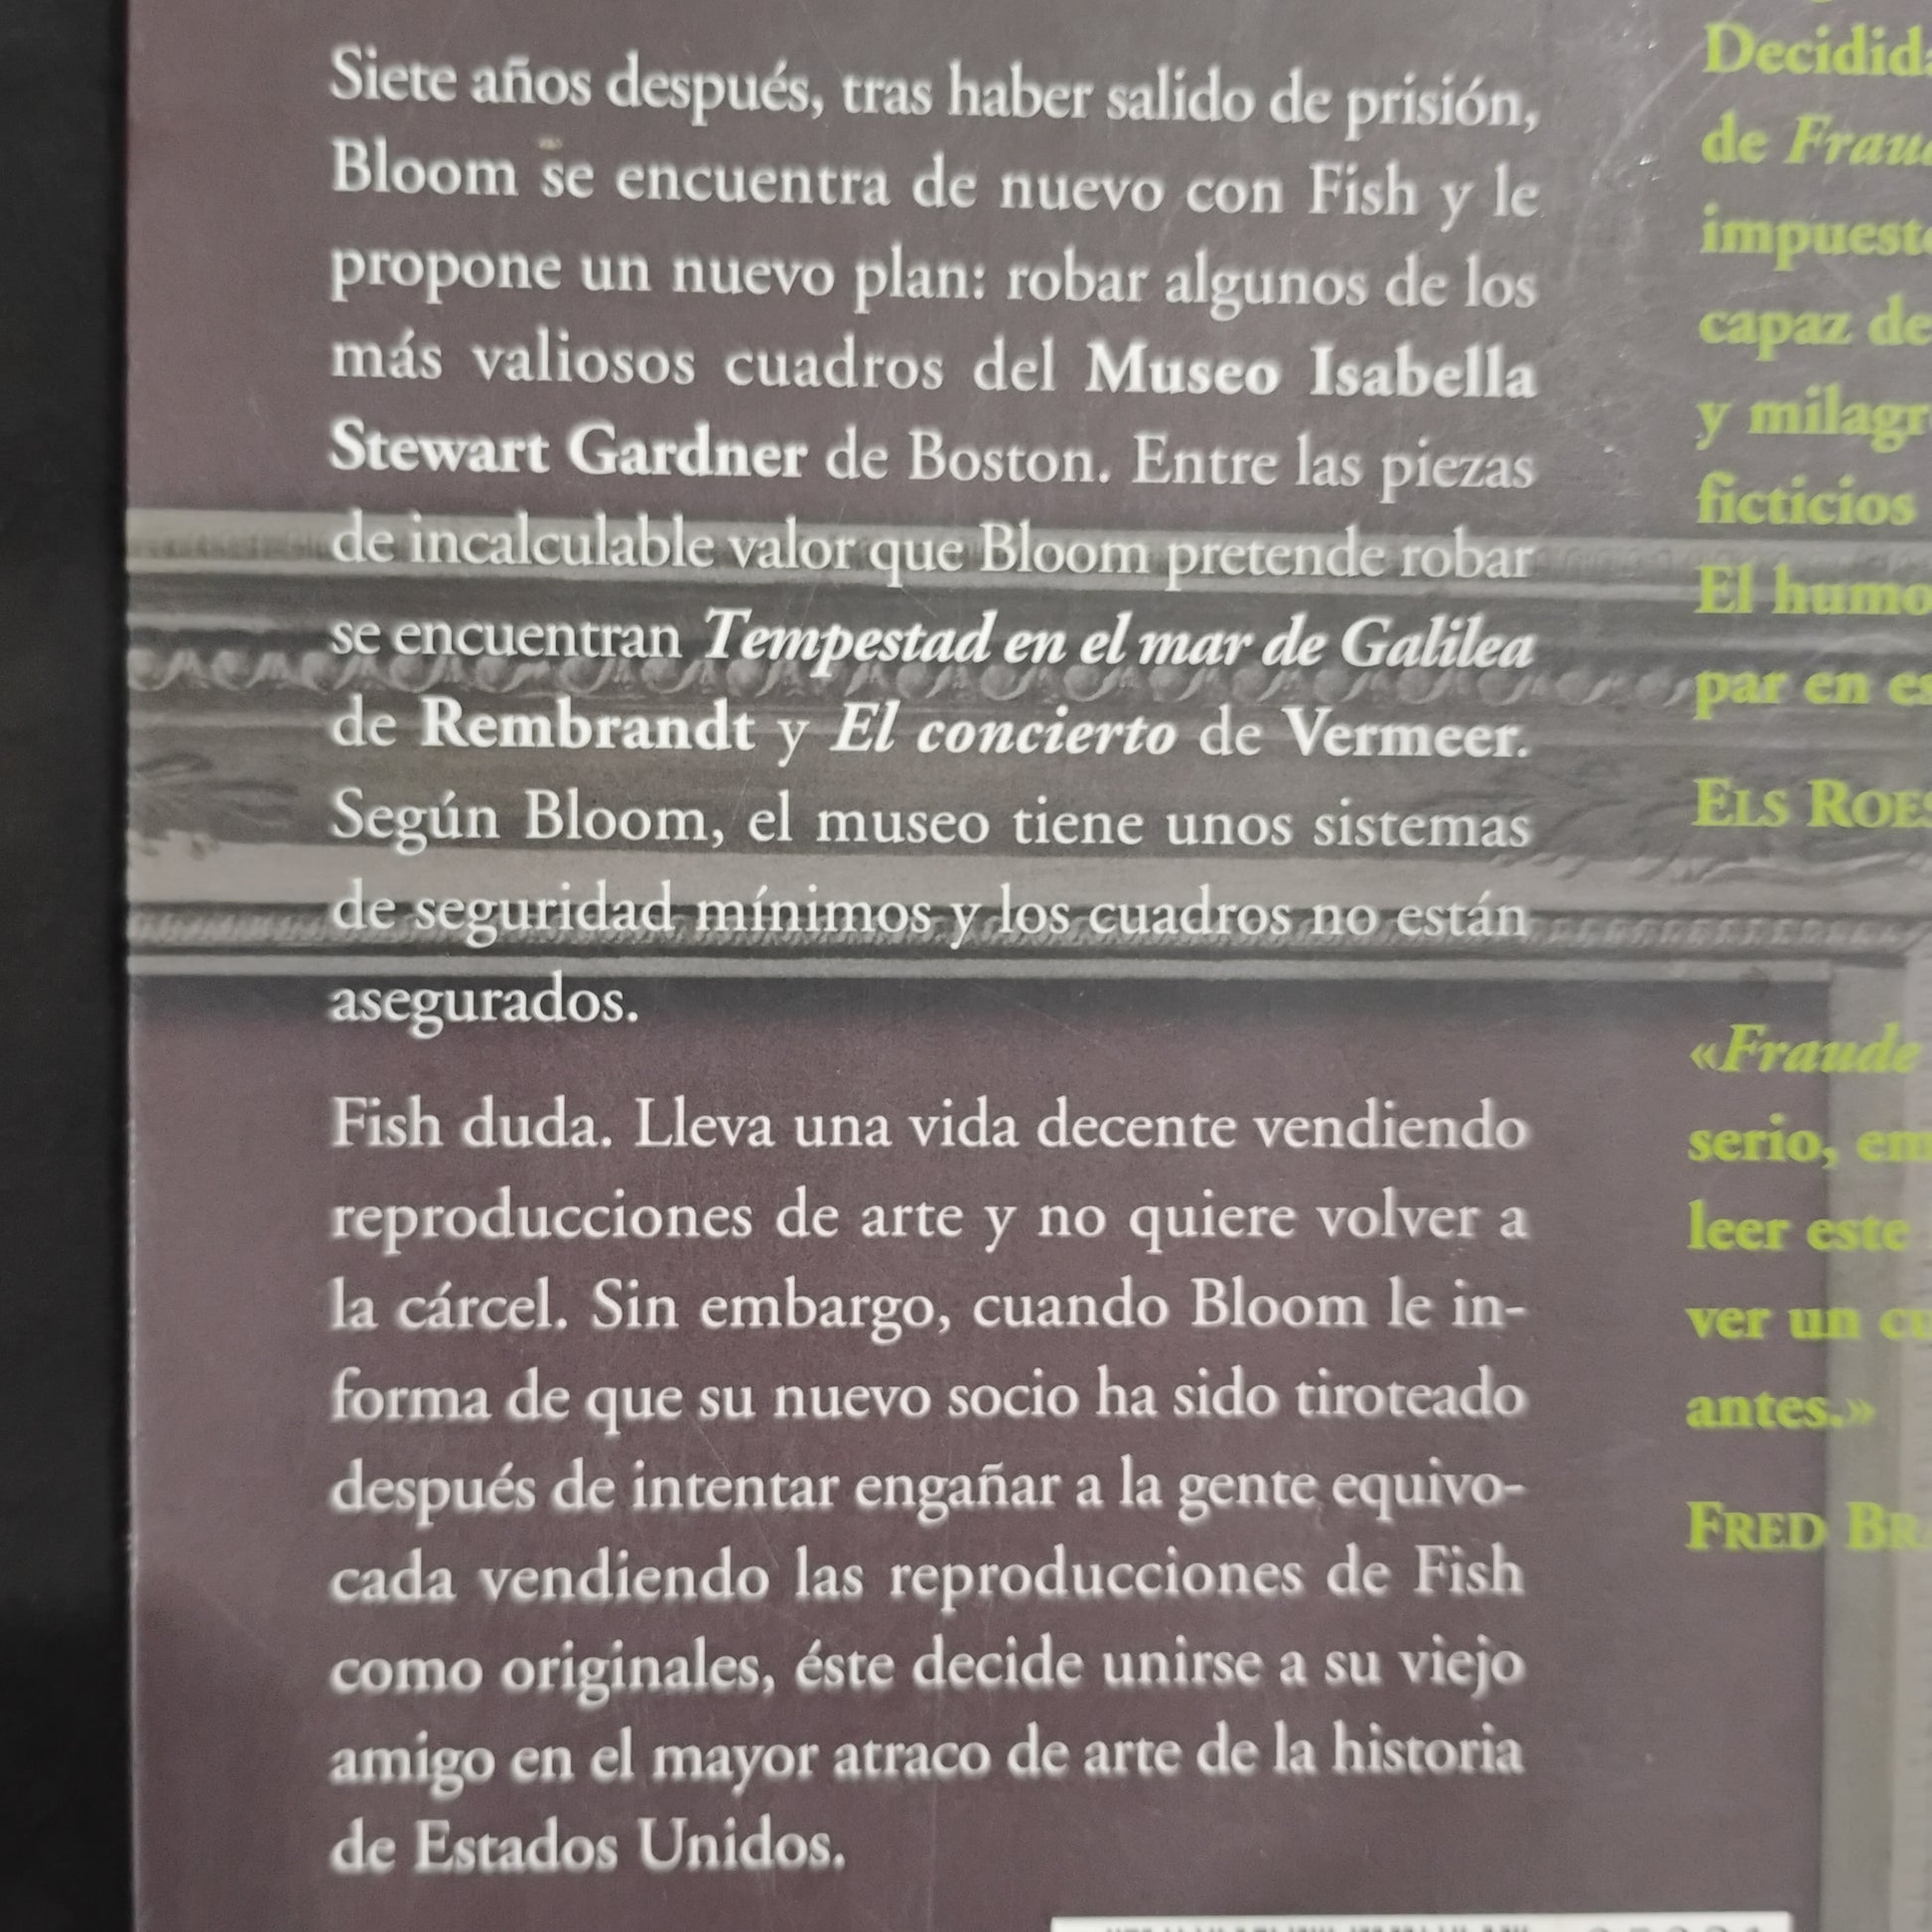 Siete años después, tras haber salido de prisión,
Bloom se encuentra de nuevo con Fish y le
propone un nuevo plan: robar algunos de los
más valiosos cuadros del Museo Isabella
Stewart Gardner de Boston. Entre las piezas
de incalculable valor que Bloom pretende robar
se encuentran Tempestad en el mar de Galilea
de Rembrandt y El concierto de Vermeer.
Según Bloom, el museo tiene unos sistemas
de seguridad mínimos y los cuadros no están
asegurados.
Fish duda. Lleva una vida decente vendiendo
reproducciones de arte y no quiere volver a
la cárcel. Sin embargo, cuando Bloom le in-
forma de que su nuevo socio ha sido tiroteado
después de intentar engañar a la gente equivo-
cada vendiendo las reproducciones de Fish
como originales, éste decide unirse a su viejo
amigo en el mayor atraco de arte de la historia
de Estados Unidos.
de
capaz de
y
ficticios
El
par en
ELS
«Fraude
serio,
leer este
ver un
antes.»
FRED